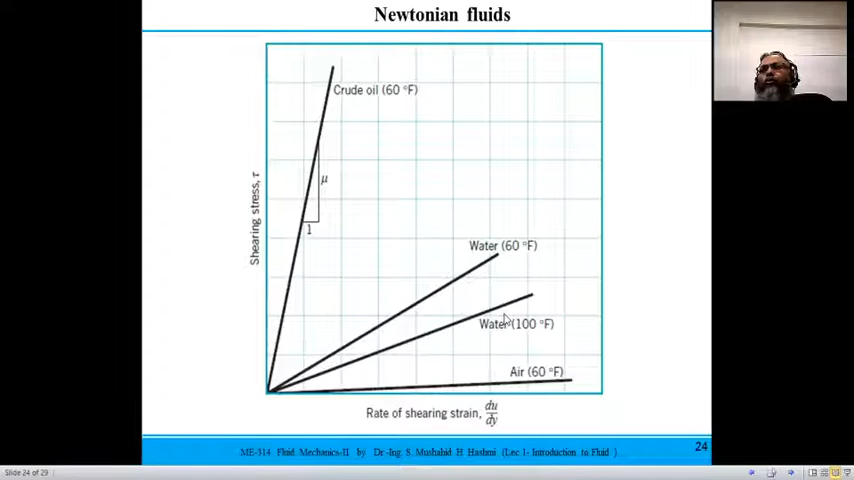 Newtonian fluids
Crude oil (60 °F)
μ
1
Shearing stress, τ
Water (60 °F)
Water (100 °F)
Air (60 °F)
Rate of shearing strain, du/dy
ME-314 Fluid Mechanics-II by Dr -Ing. S. Mushahid H Hashmi (Lec 1- Introduction to Fluid )
24
Slide 24 of 29